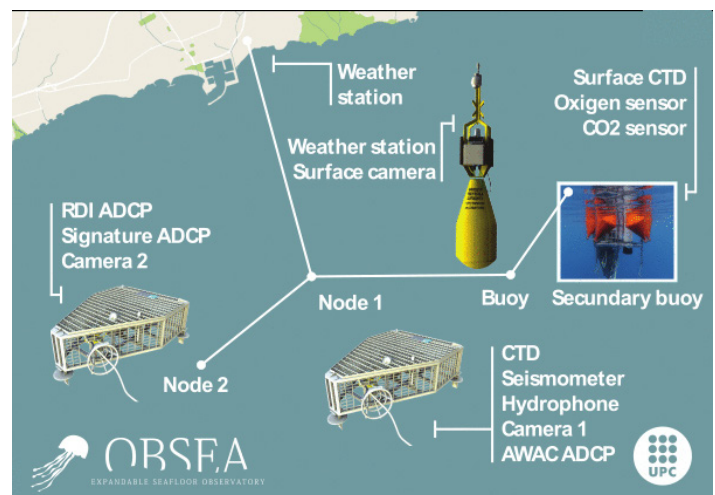 Weather
station
Surface CTD
Oxigen sensor
CO2 sensor
Weather station
Surface camera
RDI ADCP
Signature ADCP
Camera 2
Node 1
Buoy
Secundary buoy
Node 2
CTD
Seismometer
Hydrophone
Camera 1
AWAC ADCP
OBSEA
EXPANDABLE SEAFLOOR OBSERVATORY
UPC